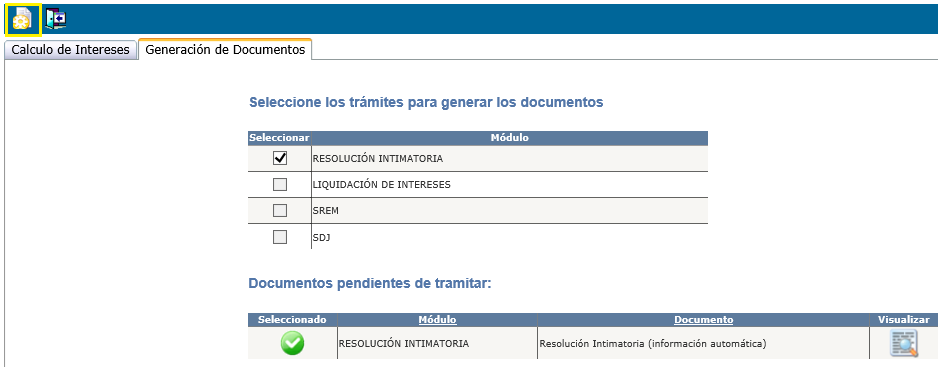 Calculo de Intereses Generación de Documentos
Seleccione los trámites para generar los documentos
Seleccionar Módulo
RESOLUCIÓN INTIMATORIA
LIQUIDACIÓN DE INTERESES
SREM
SDJ
Documentos pendientes de tramitar:
Seleccionado Módulo Documento Visualizar
RESOLUCIÓN INTIMATORIA Resolución Intimatoria (información automática)